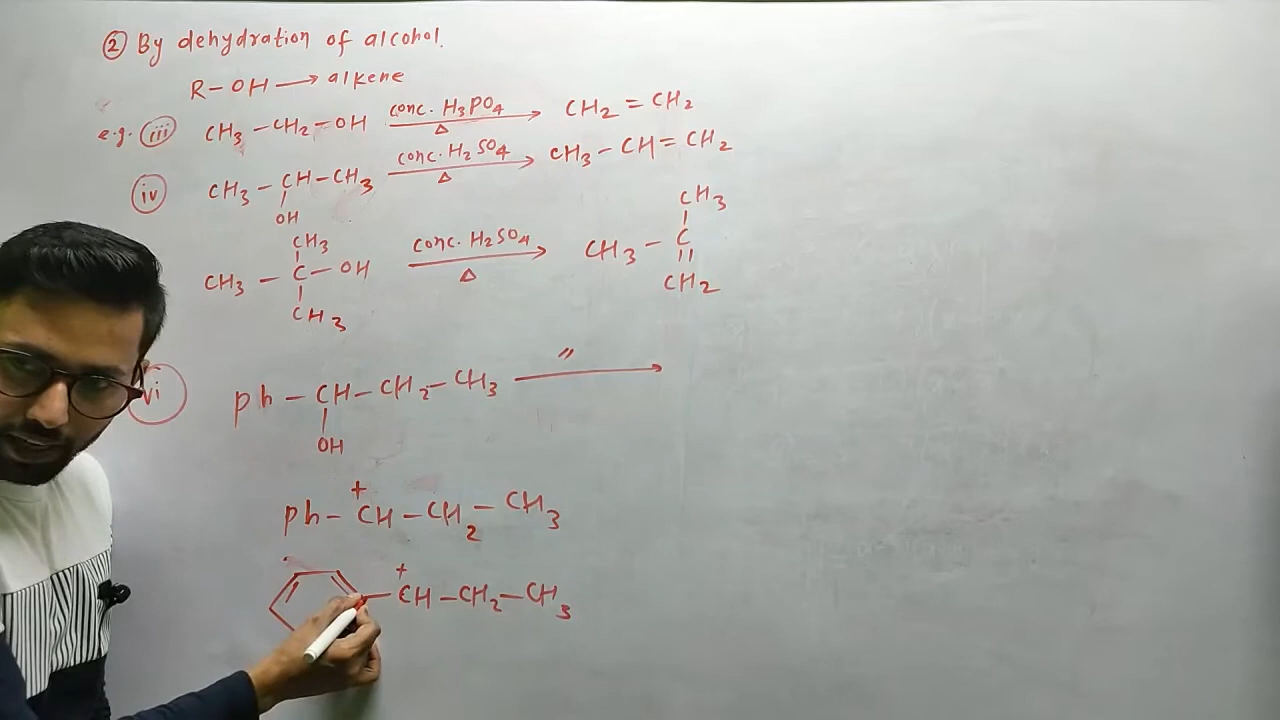 ② By dehydration of alcohol.
R-OH ⟶ alkene
e.g. (iii) CH3-CH2-OH conc. H3PO4 Δ ⟶ CH2=CH2
(iv) CH3-CH-CH3 conc. H2SO4 Δ ⟶ CH3-CH=CH2
OH
CH3 CH3
CH3-C-OH conc. H2SO4 Δ ⟶ CH3-C
CH3 CH2
vi ph-CH-CH2-CH3 〃 ⟶
OH
+
ph-CH-CH2-CH3
+
-CH-CH2-CH3